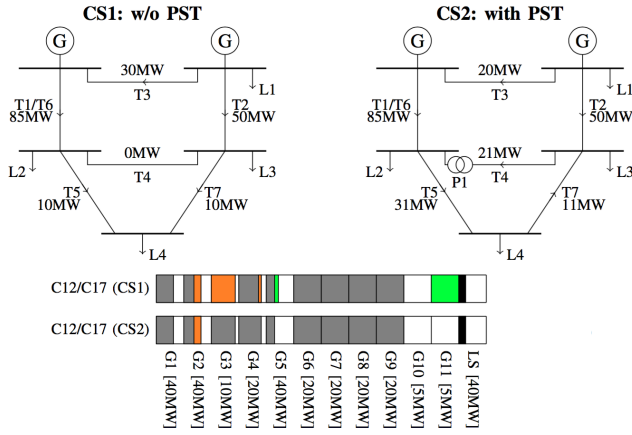 CS1: w/o PST
CS2: with PST
G
G
G
G
30MW
T3
L1
T1/T6
85MW
T2
50MW
0MW
T4
L2
L3
T5
10MW
T7
10MW
L4
20MW
T3
L1
T1/T6
85MW
T2
50MW
21MW
T4
P1
L2
L3
T5
31MW
T7
11MW
L4
C12/C17 (CS1)
C12/C17 (CS2)
G1 [40MW]
G2 [40MW]
G3 [10MW]
G4 [20MW]
G5 [40MW]
G6 [20MW]
G7 [20MW]
G8 [20MW]
G9 [20MW]
G10 [5MW]
G11 [5MW]
LS [40MW]